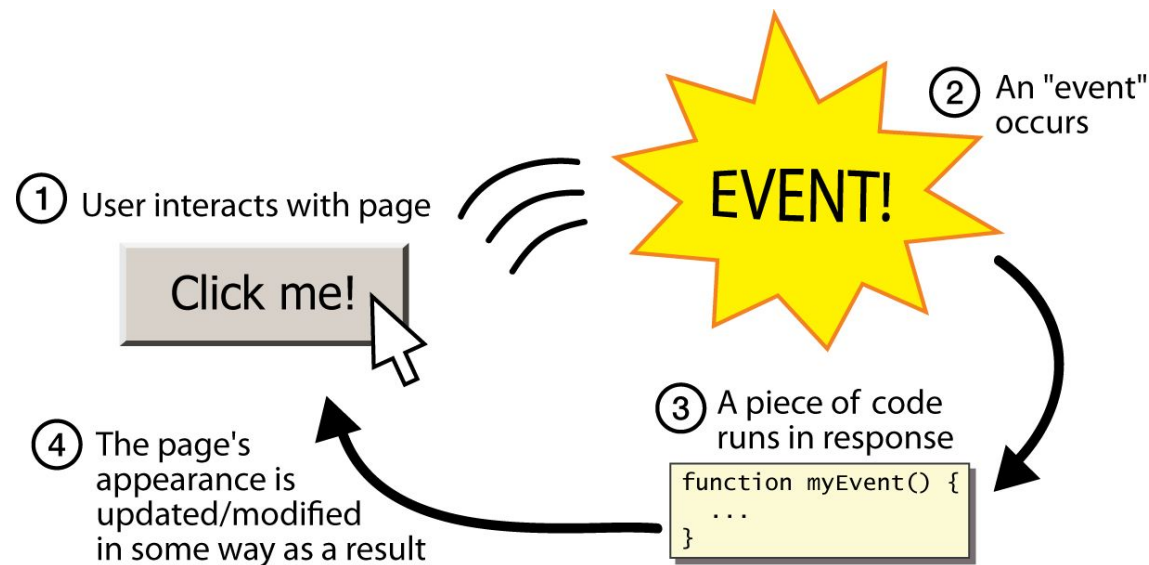 1 User interacts with page
Click me!
EVENT!
2 An "event"
occurs
3 A piece of code
runs in response
function myEvent() {
...
}
4 The page's
appearance is
updated/modified
in some way as a result